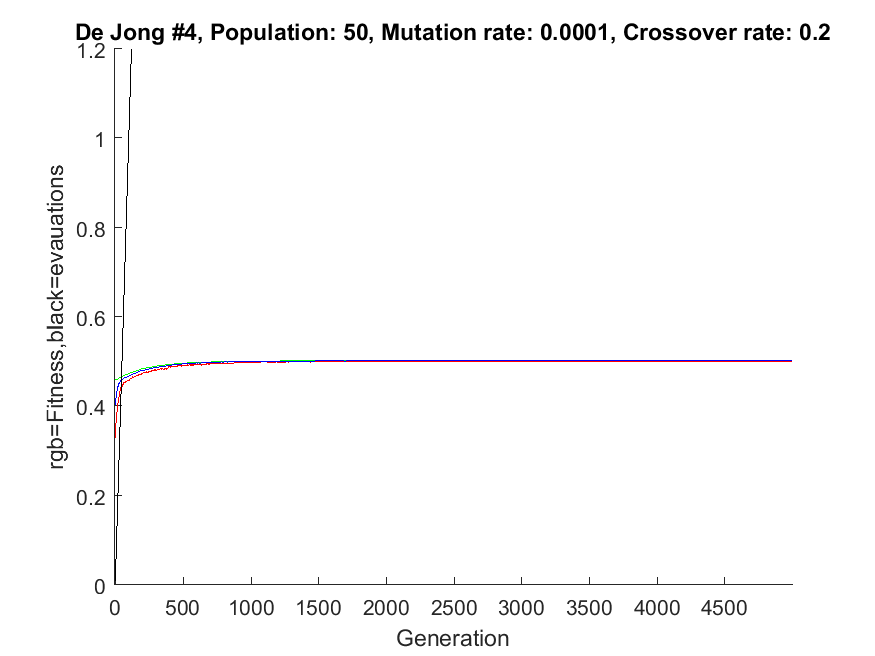 De Jong #4, Population: 50, Mutation rate: 0.0001, Crossover rate: 0.2
1.2
1
0.8
0.6
0.4
0.2
0
rgb=Fitness,black=evauations
0 500 1000 1500 2000 2500 3000 3500 4000 4500
Generation